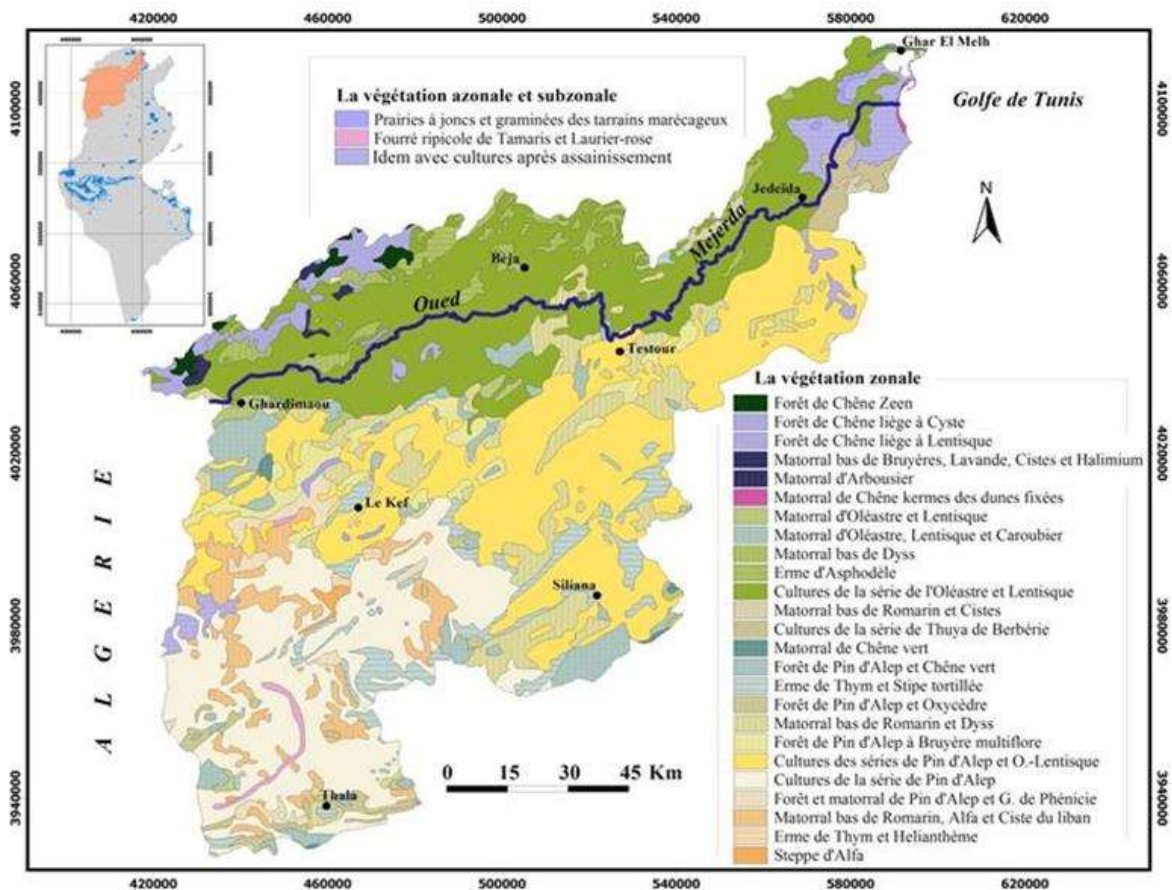 420000 460000 500000 540000 580000 620000
Ghar El Melh
La végétation azonale et subzonale
Prairies à joncs et graminées des tarrains marécageux
Fourré ripicole de Tamaris et Laurier-rose
Idem avec cultures après assainissement
Golfe de Tunis
4100000
4100000
N
Jedeida
Mejerda
Béja
Oued
4060000
4060000
Testour
Ghardimaou
4020000
4020000
Le Kef
Siliana
3980000
3980000
ALGERIE
Thala
3940000
3940000
0 15 30 45 Km
La végétation zonale
Forêt de Chêne Zeen
Forêt de Chêne liège à Cyste
Forêt de Chêne liège à Lentisque
Matorral bas de Bruyères, Lavande, Cistes et Halimium
Matorral d'Arbousier
Matorral de Chêne kermes des dunes fixées
Matorral d'Oléastre et Lentisque
Matorral d'Oléastre, Lentisque et Caroubier
Matorral bas de Dyss
Erme d'Asphodèle
Cultures de la série de l'Oléastre et Lentisque
Matorral bas de Romarin et Cistes
Cultures de la série de Thuya de Berbérie
Matorral de Chêne vert
Forêt de Pin d'Alep et Chêne vert
Erme de Thym et Stipe tortillée
Forêt de Pin d'Alep et Oxycèdre
Matorral bas de Romarin et Dyss
Forêt de Pin d'Alep à Bruyère multiflore
Cultures des séries de Pin d'Alep et O.-Lentisque
Cultures de la série de Pin d'Alep
Forêt et matorral de Pin d'Alep et G. de Phénicie
Matorral bas de Romarin, Alfa et Ciste du liban
Erme de Thym et Helianthème
Steppe d'Alfa
420000 460000 500000 540000 580000 620000